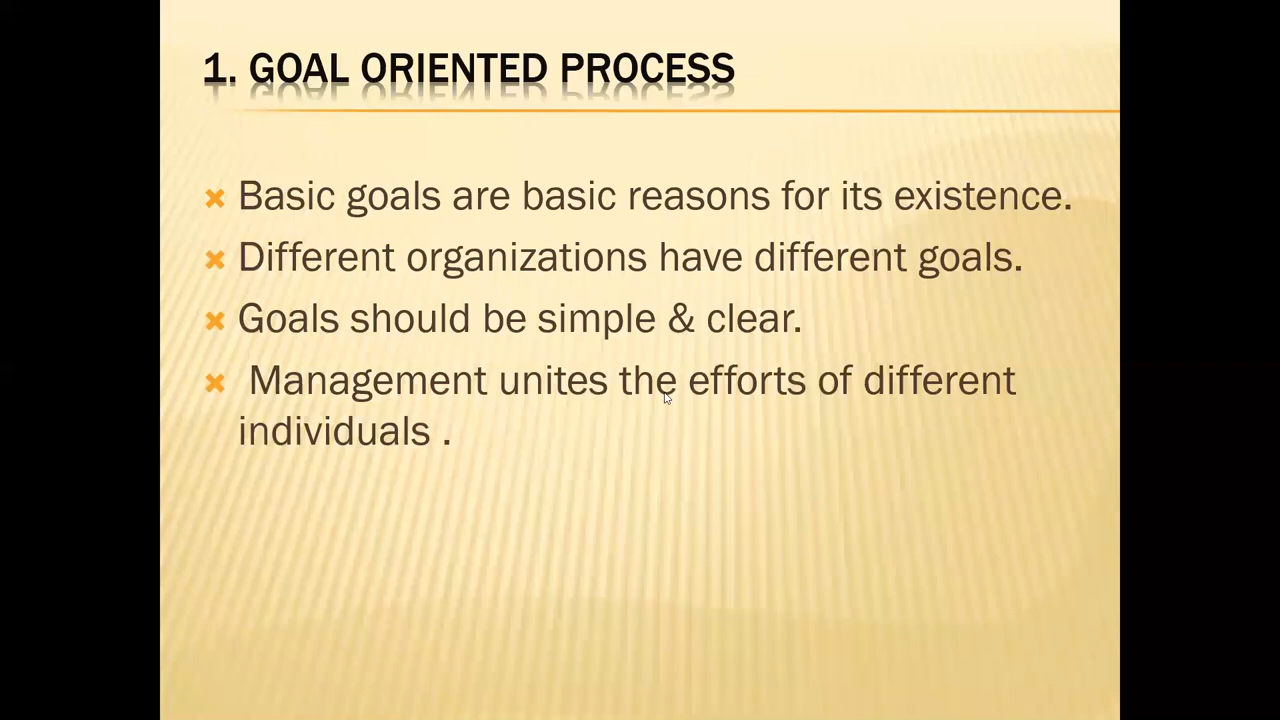 1. GOAL ORIENTED PROCESS
Basic goals are basic reasons for its existence.
Different organizations have different goals.
Goals should be simple & clear.
Management unites the efforts of different
individuals .